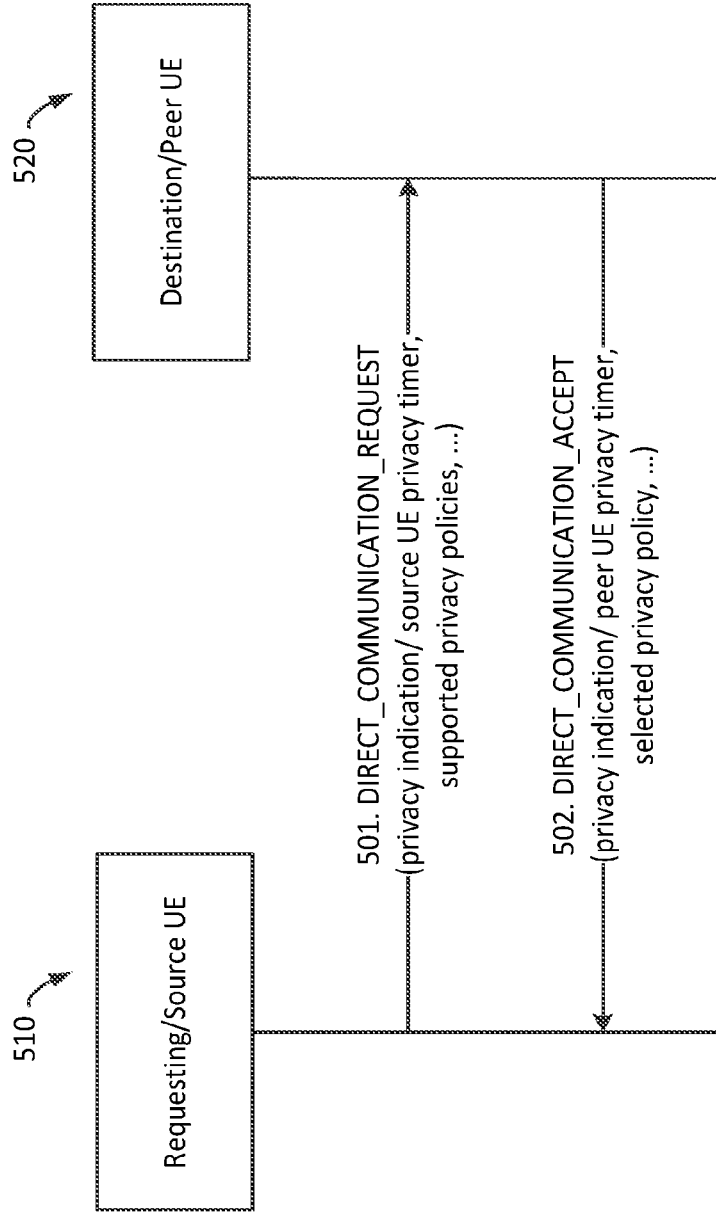 510
520
Requesting/Source UE
Destination/Peer UE
501. DIRECT_COMMUNICATION_REQUEST
(privacy indication/ source UE privacy timer,
supported privacy policies, ...)
502. DIRECT_COMMUNICATION_ACCEPT
(privacy indication/ peer UE privacy timer,
selected privacy policy, ...)